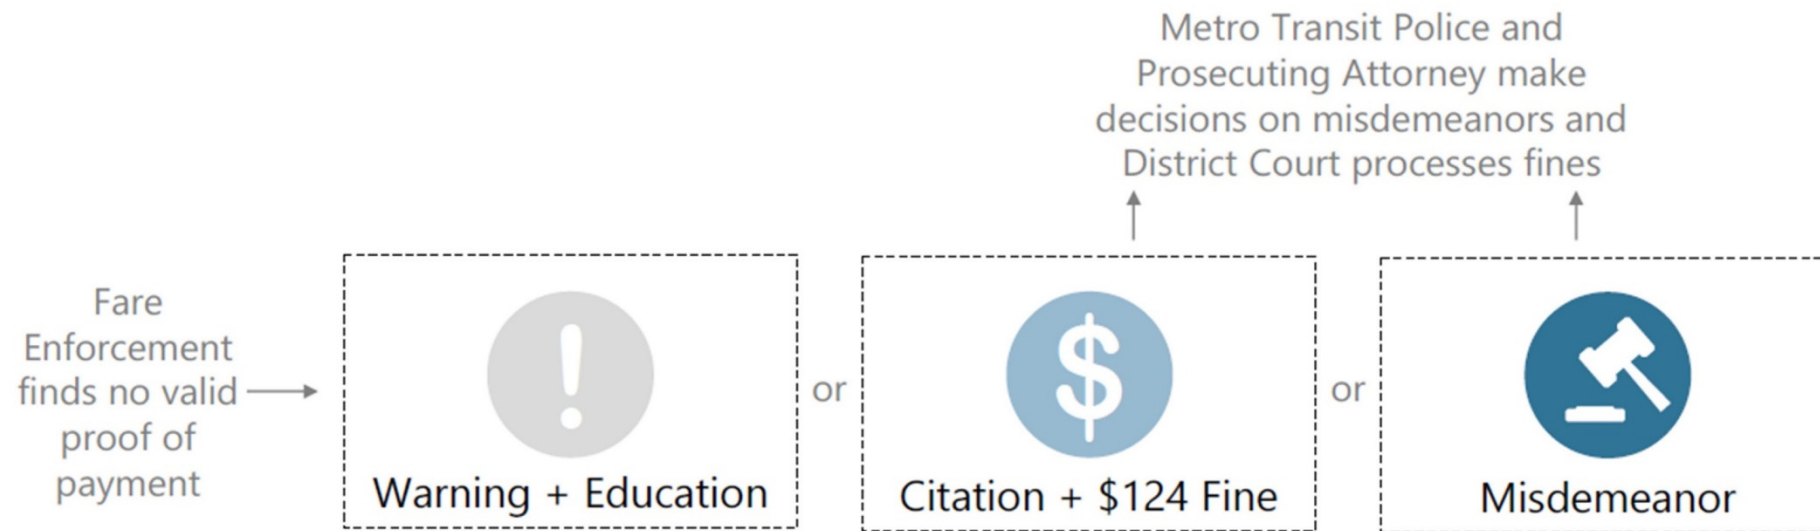 Metro Transit Police and
Prosecuting Attorney make
decisions on misdemeanors and
District Court processes fines
Fare
Enforcement
finds no valid
proof of
payment
Warning + Education
or
$
Citation + $124 Fine
or
Misdemeanor